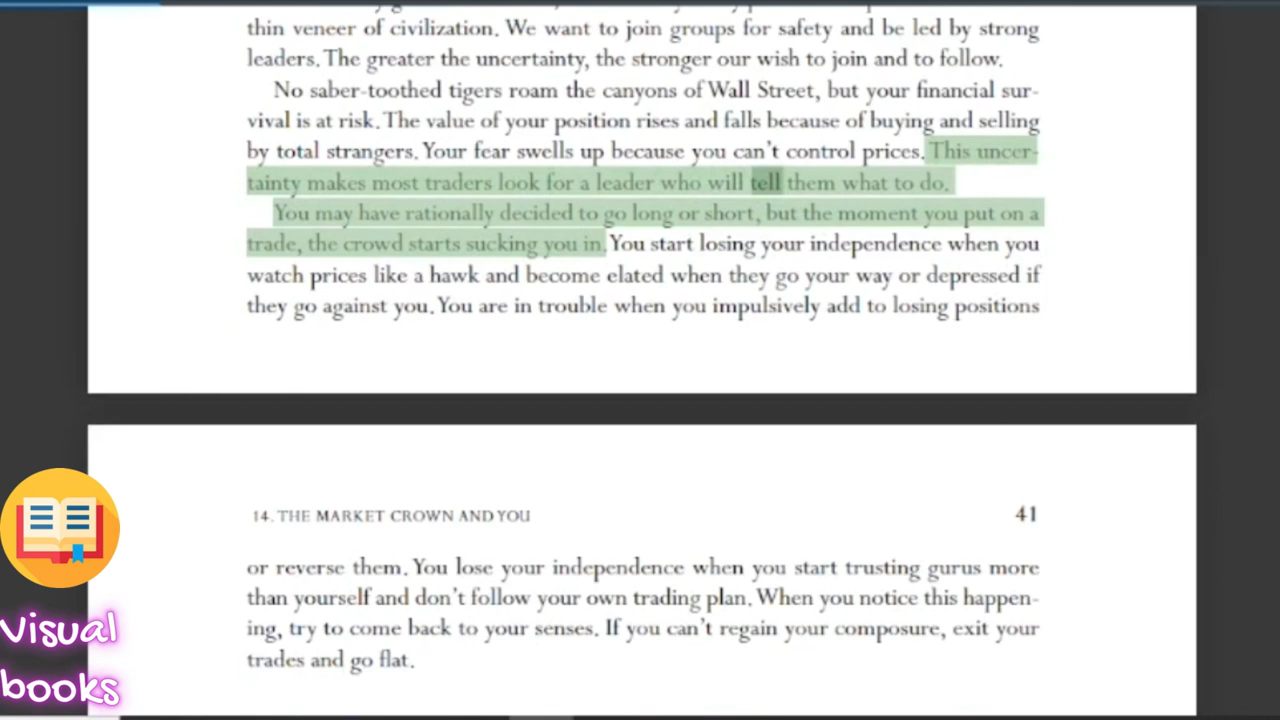 thin veneer of civilization. We want to join groups for safety and be led by strong
leaders. The greater the uncertainty, the stronger our wish to join and to follow.
No saber-toothed tigers roam the canyons of Wall Street, but your financial sur-
vival is at risk. The value of your position rises and falls because of buying and selling
by total strangers. Your fear swells up because you can't control prices. This uncer-
tainty makes most traders look for a leader who will tell them what to do.
You may have rationally decided to go long or short, but the moment you put on a
trade, the crowd starts sucking you in. You start losing your independence when you
watch prices like a hawk and become elated when they go your way or depressed if
they go against you. You are in trouble when you impulsively add to losing positions
14. THE MARKET CROWN AND YOU 41
or reverse them. You lose your independence when you start trusting gurus more
than yourself and don't follow your own trading plan. When you notice this happen-
ing, try to come back to your senses. If you can't regain your composure, exit your
trades and go flat.
Visual
books